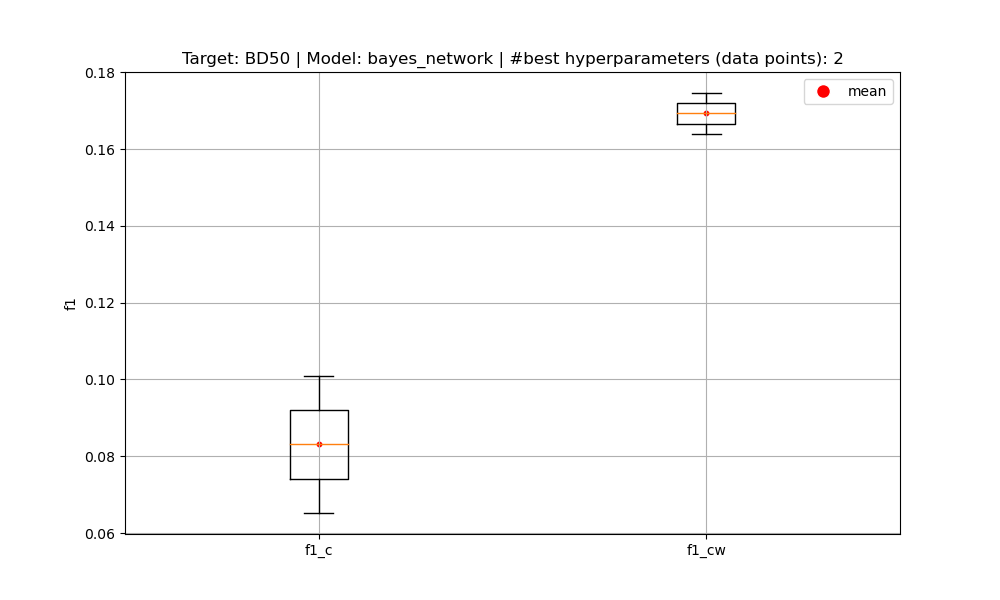 Target: BD50 | Model: bayes_network | #best hyperparameters (data points): 2
mean
0.18
0.16
0.14
0.12
0.10
0.08
0.06
f1
f1_c
f1_cw